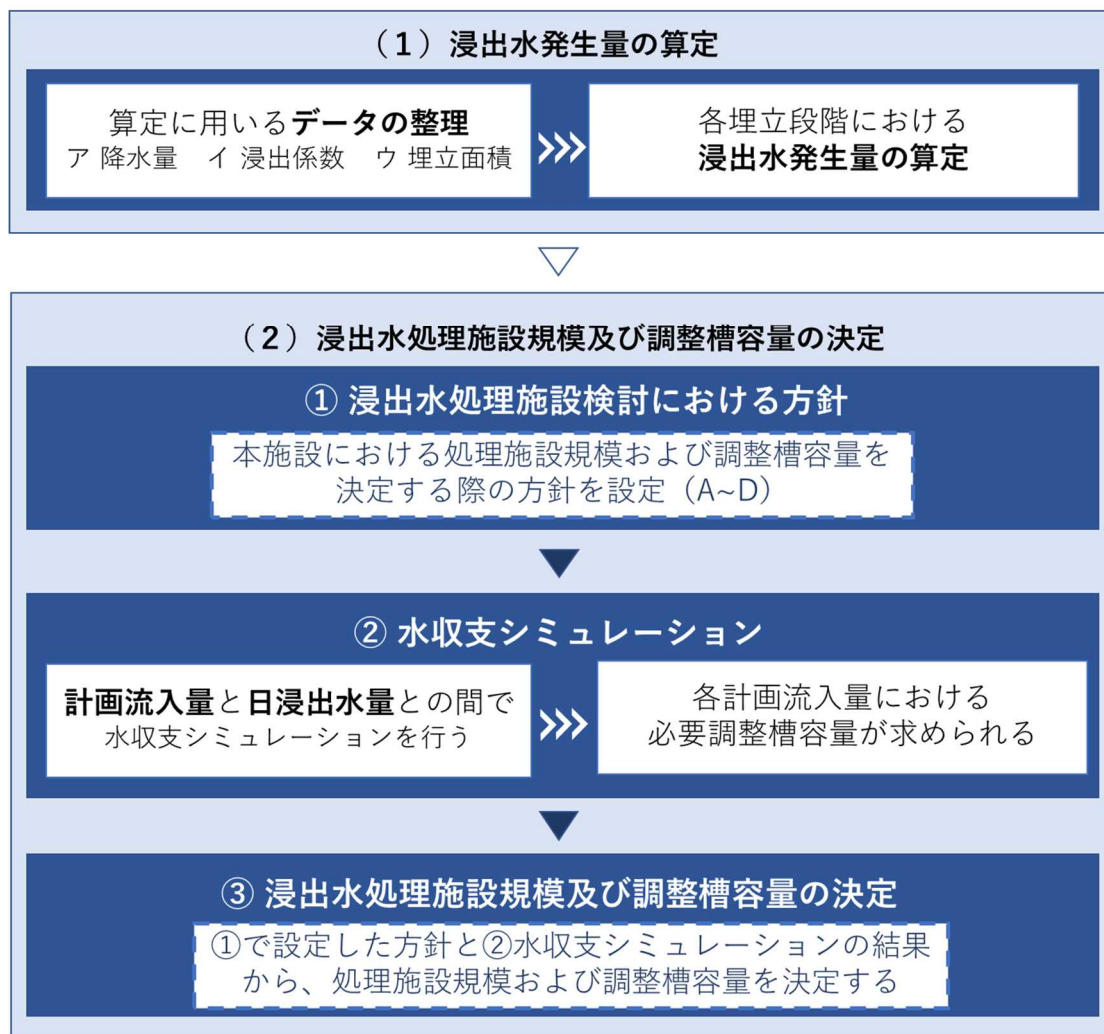 （１）浸出水発生量の算定
算定に用いるデータの整理
ア 降水量　イ 浸出係数　ウ 埋立面積
各埋立段階における
浸出水発生量の算定
（２）浸出水処理施設規模及び調整槽容量の決定
① 浸出水処理施設検討における方針
本施設における処理施設規模および調整槽容量を
決定する際の方針を設定（A~D）
② 水収支シミュレーション
計画流入量と日浸出水量との間で
水収支シミュレーションを行う
各計画流入量における
必要調整槽容量が求められる
③ 浸出水処理施設規模及び調整槽容量の決定
①で設定した方針と②水収支シミュレーションの結果
から、処理施設規模および調整槽容量を決定する